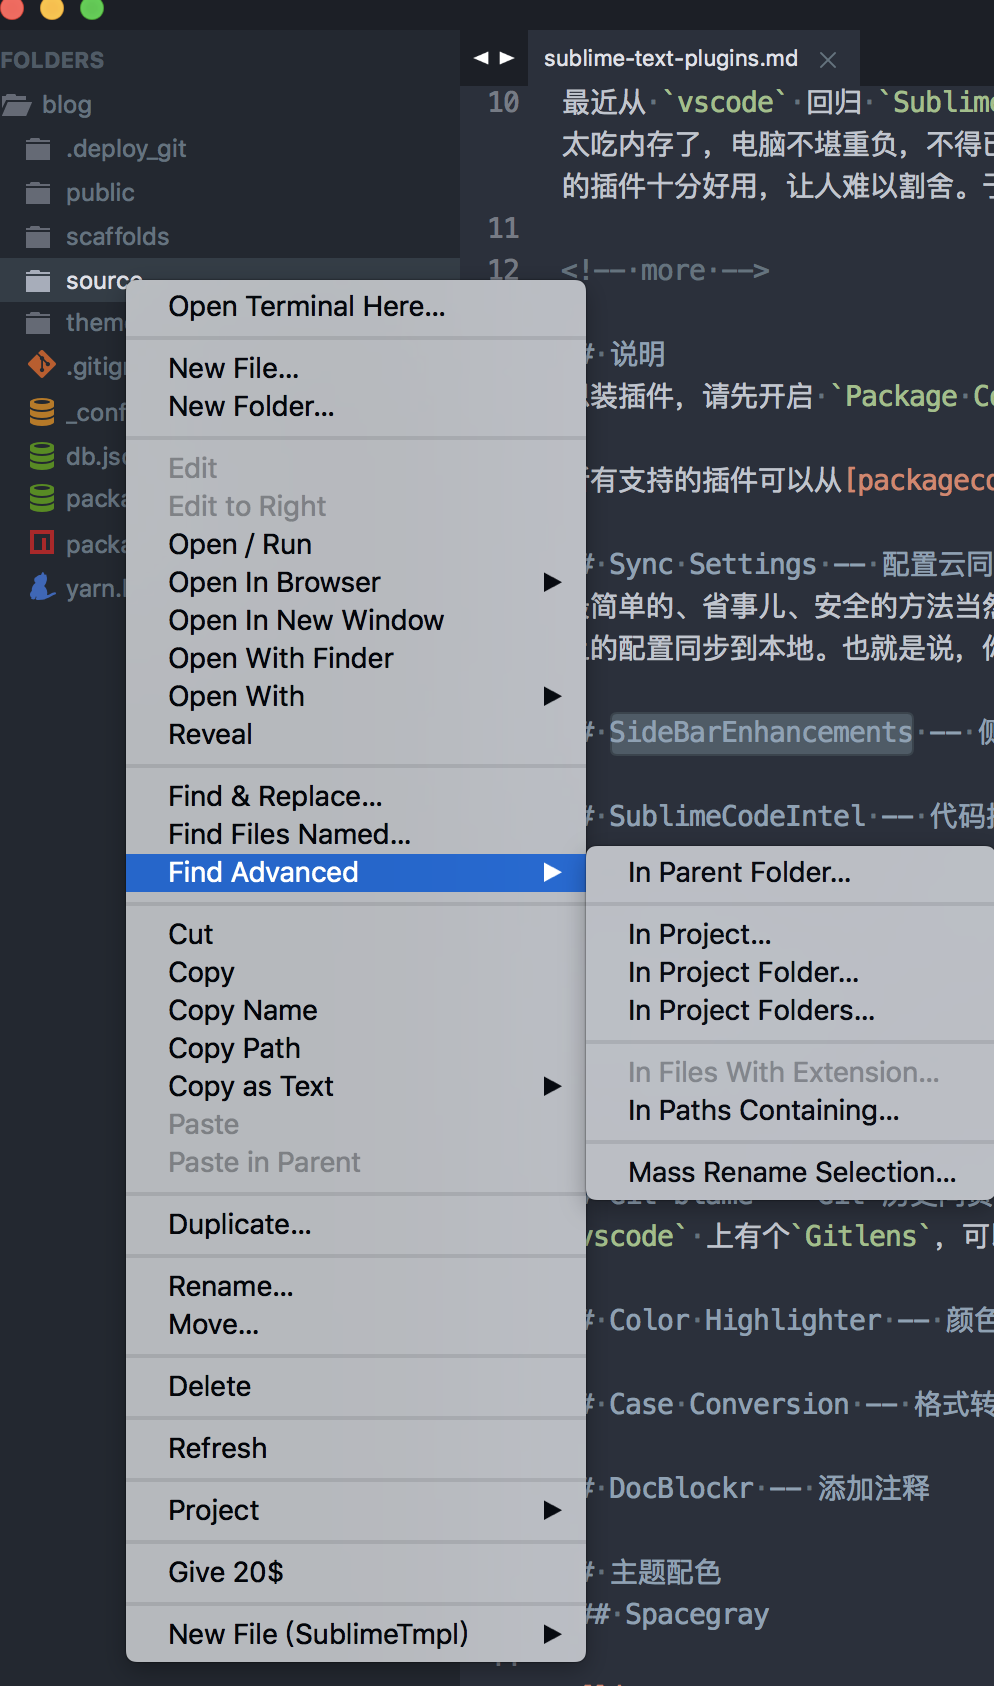 FOLDERS
blog
.deploy_git
public
scaffolds
source
them
.gitig
_conf
db.js
packa
packa
yarn.l
sublime-text-plugins.md
10
最近从 `vscode` 回归 `Sublime
太吃内存了，电脑不堪重负，不得已
的插件十分好用，让人难以割舍。于
11
12
<!-- more -->
# 说明
装插件，请先开启 `Package Co
有支持的插件可以从[packageco
# Sync Settings -- 配置云同
简单的、省事儿、安全的方法当然
的配置同步到本地。也就是说，你
# SideBarEnhancements -- 侧
# SublimeCodeIntel -- 代码提
vscode` 上有个`Gitlens`，可以
# Color Highlighter -- 颜色
# Case Conversion -- 格式转
# DocBlockr -- 添加注释
# 主题配色
## Spacegray
Open Terminal Here...
New File...
New Folder...
Edit
Edit to Right
Open / Run
Open In Browser
Open In New Window
Open With Finder
Open With
Reveal
Find & Replace...
Find Files Named...
Find Advanced
Cut
Copy
Copy Name
Copy Path
Copy as Text
Paste
Paste in Parent
Duplicate...
Rename...
Move...
Delete
Refresh
Project
Give 20$
New File (SublimeTmpl)
In Parent Folder...
In Project...
In Project Folder...
In Project Folders...
In Files With Extension...
In Paths Containing...
Mass Rename Selection...